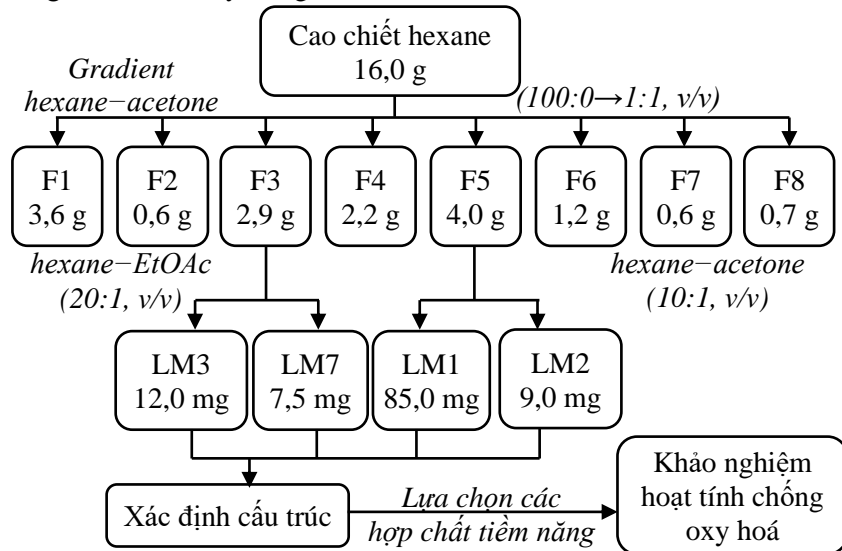 Cao chiết hexane
16,0 g
Gradient
hexane−acetone
(100:0→1:1, v/v)
F1
3,6 g
F2
0,6 g
F3
2,9 g
F4
2,2 g
F5
4,0 g
F6
1,2 g
F7
0,6 g
F8
0,7 g
hexane−EtOAc
(20:1, v/v)
hexane−acetone
(10:1, v/v)
LM3
12,0 mg
LM7
7,5 mg
LM1
85,0 mg
LM2
9,0 mg
Xác định cấu trúc
Lựa chọn các
hợp chất tiềm năng
Khảo nghiệm
hoạt tính chống
oxy hoá